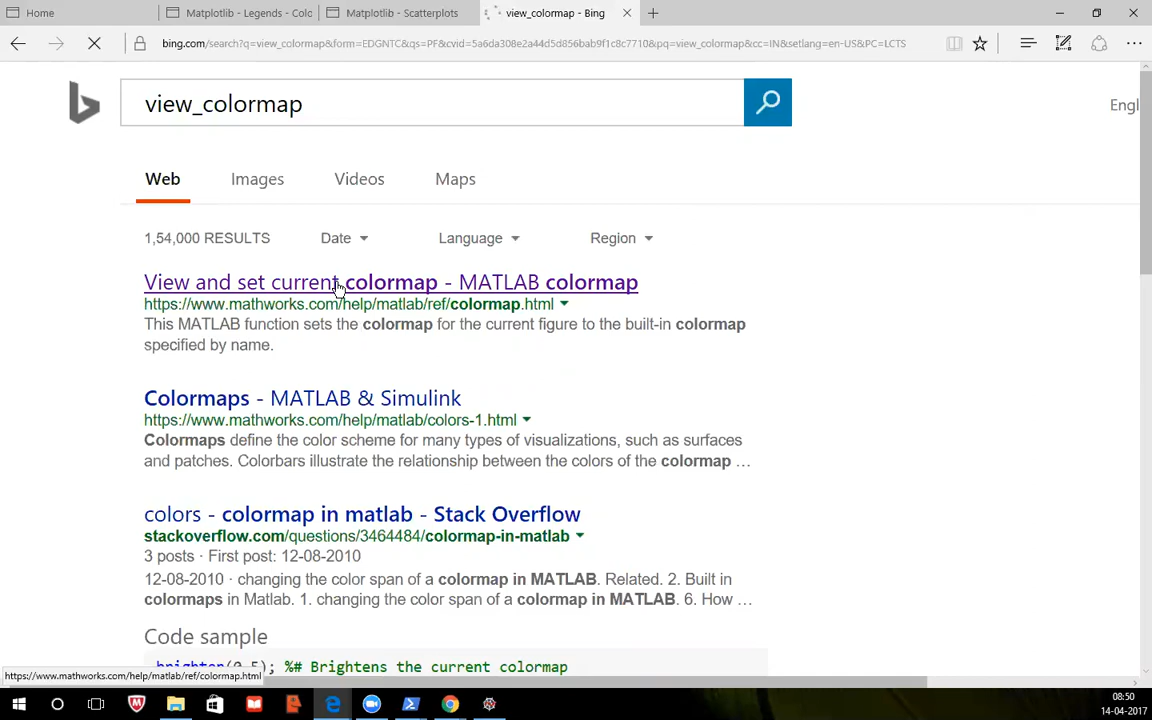 Home
Matplotlib - Legends - Colo
Matplotlib - Scatterplots
view_colormap - Bing
bing.com/search?q=view_colormap&form=EDGNTC&qs=PF&cvid=5a6da308e2a44d5d856bab9f1c8c7710&pq=view_colormap&cc=IN&setlang=en-US&PC=LCTS
view_colormap
Engl
Web Images Videos Maps
1,54,000 RESULTS Date Language Region
View and set current colormap - MATLAB colormap
https://www.mathworks.com/help/matlab/ref/colormap.html
This MATLAB function sets the colormap for the current figure to the built-in colormap
specified by name.
Colormaps - MATLAB & Simulink
https://www.mathworks.com/help/matlab/colors-1.html
Colormaps define the color scheme for many types of visualizations, such as surfaces
and patches. Colorbars illustrate the relationship between the colors of the colormap ...
colors - colormap in matlab - Stack Overflow
stackoverflow.com/questions/3464484/colormap-in-matlab
3 posts · First post: 12-08-2010
12-08-2010 · changing the color span of a colormap in MATLAB. Related. 2. Built in
colormaps in Matlab. 1. changing the color span of a colormap in MATLAB. 6. How ...
Code sample
brighten(0.5); %# Brightens the current colormap
https://www.mathworks.com/help/matlab/ref/colormap.html
08:50
14-04-2017